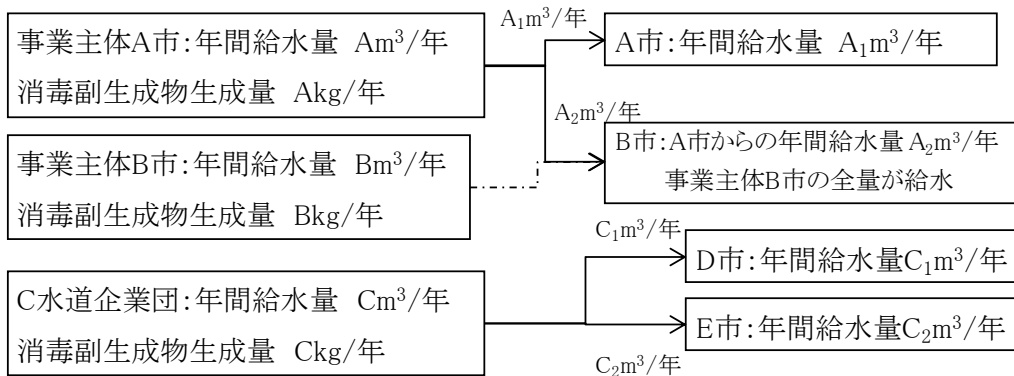 事業主体A市:年間給水量 Am³/年
消毒副生成物生成量 Akg/年
A₁m³/年
A市:年間給水量 A₁m³/年
A₂m³/年
B市:A市からの年間給水量 A₂m³/年
事業主体B市の全量が給水
事業主体B市:年間給水量 Bm³/年
消毒副生成物生成量 Bkg/年
C₁m³/年
D市:年間給水量C₁m³/年
C水道企業団:年間給水量 Cm³/年
消毒副生成物生成量 Ckg/年
E市:年間給水量C₂m³/年
C₂m³/年